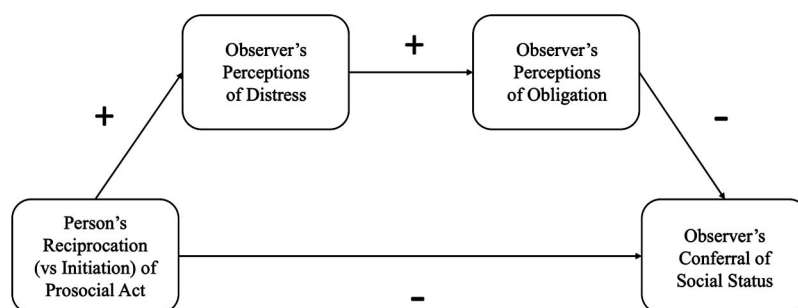 Observer's
Perceptions
of Distress
+
Observer's
Perceptions
of Obligation
+
-
Person's
Reciprocation
(vs Initiation) of
Prosocial Act
-
Observer's
Conferral of
Social Status